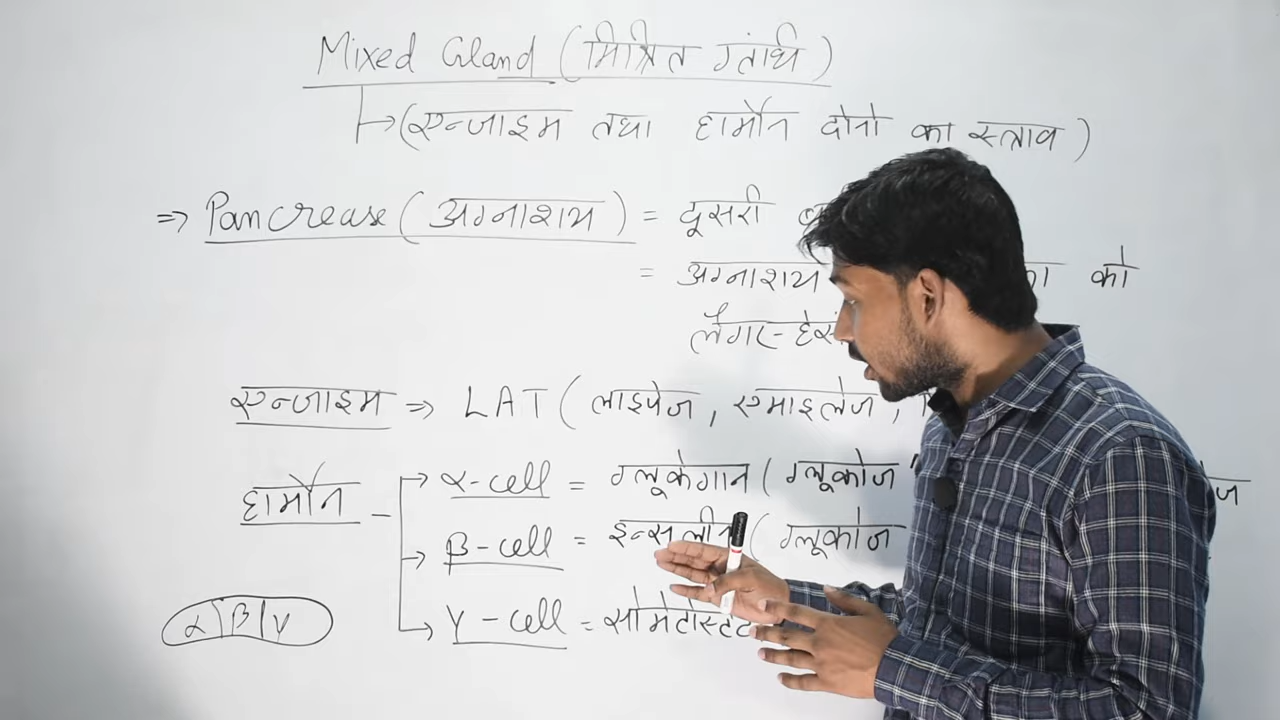 Mixed Gland (मिश्रित ग्रंथि)
→(एन्जाइम तथा हार्मोन दोनो का स्त्राव)
⇒ Pancrease (अग्नाशय) = दूसरी
= अग्नाशय को
लैंगर-हेंस
एन्जाइम ⇒ LAT (लाइपेज, एमाइलेज,
हार्मोन → α-cell = ग्लूकेगान (ग्लूकोज
→ β-cell = इन्सुलीन (ग्लूकोज
→ γ-cell = सोमेटोस्टेट
α|β|γ